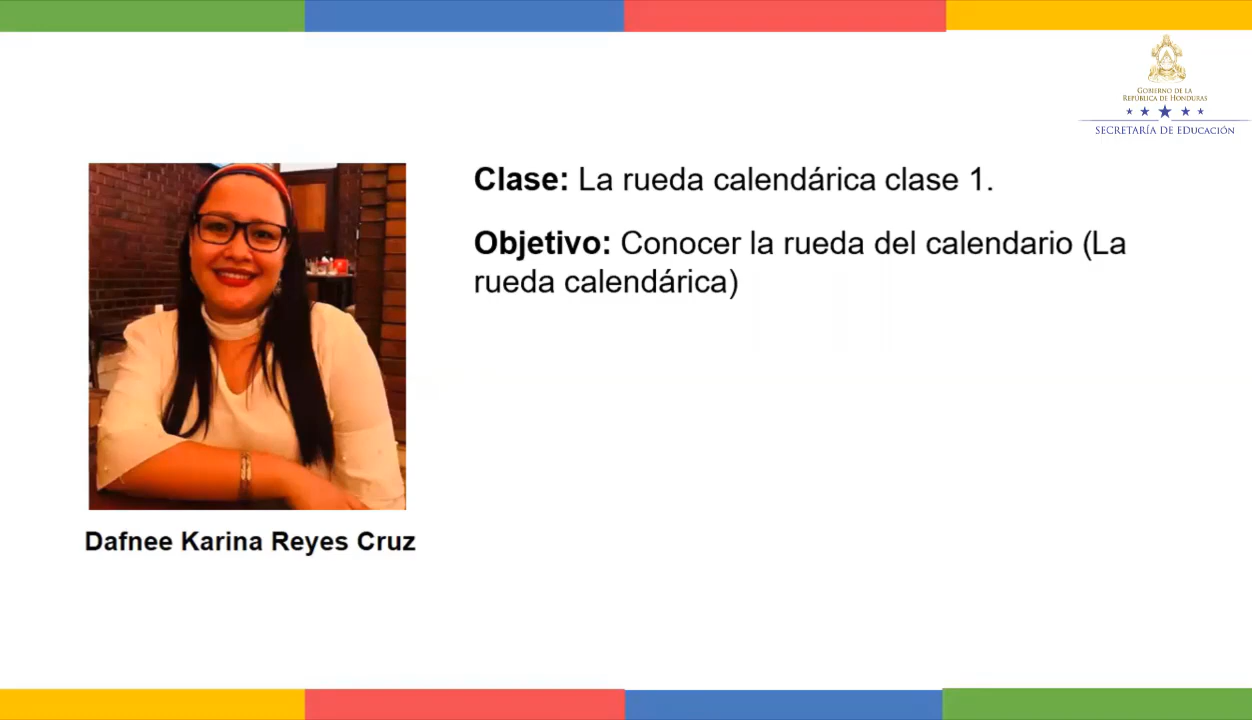 GOBIERNO DE LA
REPÚBLICA DE HONDURAS
SECRETARÍA DE EDUCACIÓN
Clase: La rueda calendárica clase 1.
Objetivo: Conocer la rueda del calendario (La
rueda calendárica)
Dafnee Karina Reyes Cruz